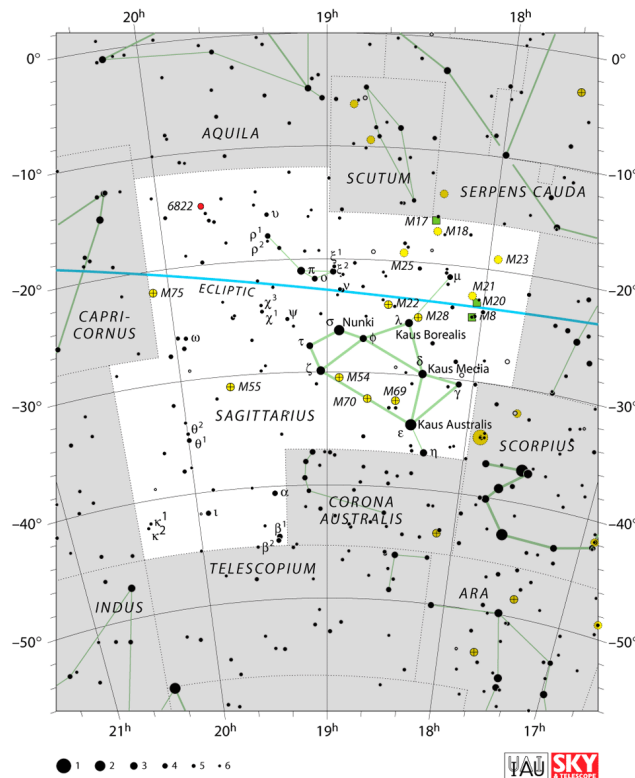 20h 19h 18h
0° 0°
AQUILA
-10° -10°
SCUTUM
SERPENS CAUDA
6822 υ M17
M18
ρ1
ρ2 ξ1 M23
M25
π ο ξ2 μ
-20° ν M21 -20°
M75 ECLIPTIC M20
CAPRI-
CORNUS
χ3 M22 M28 M8
χ1 ψ λ
σ Nunki Kaus Borealis
ω τ φ
ζ δ Kaus Media
M55 M54 M69 γ
-30° M70 -30°
SAGITTARIUS
ε Kaus Australis
θ2 SCORPIUS
θ1 η
α CORONA
AUSTRALIS
κ1 ι
κ2 β1
-40° β2 -40°
TELESCOPIUM
INDUS ARA
-50° -50°
21h 20h 19h 18h 17h
1 2 3 4 5 6
IAU SKY
& TELESCOPE